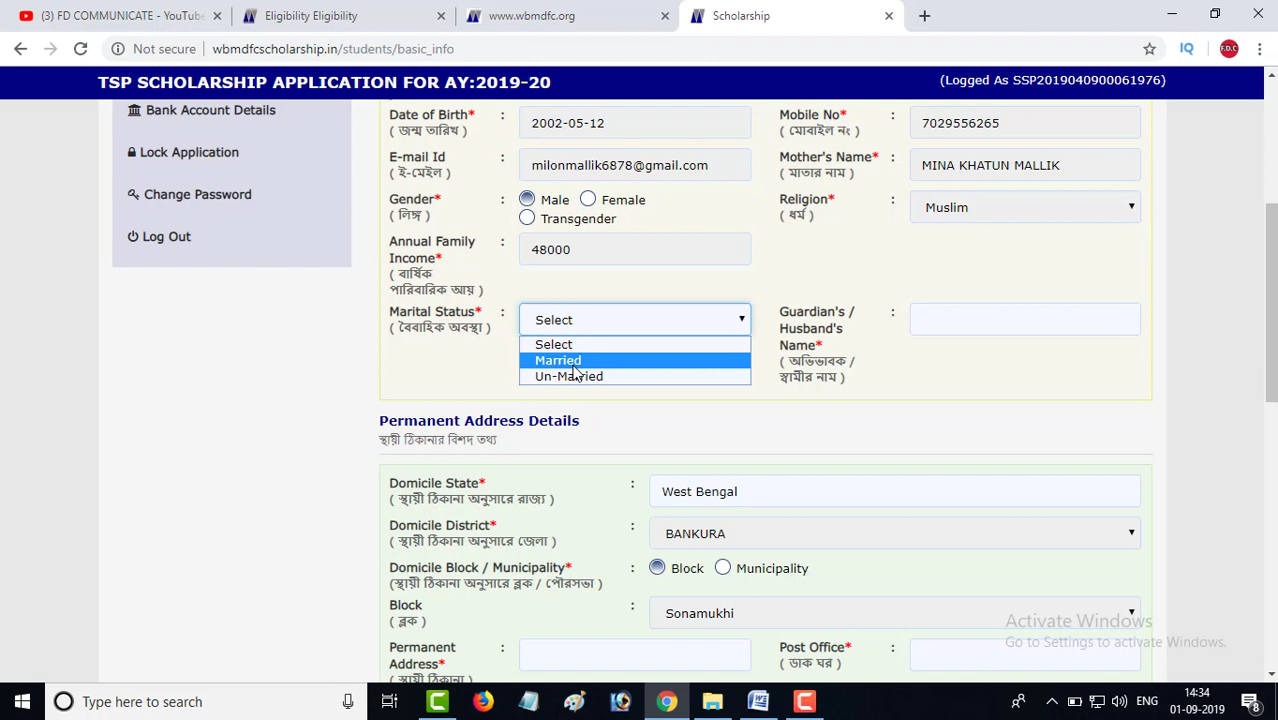 (3) FD COMMUNICATE - YouTube
Eligibility Eligibility
www.wbmdfc.org
Scholarship
Not secure
wbmdfcscholarship.in/students/basic_info
IQ
F.D.C
TSP SCHOLARSHIP APPLICATION FOR AY:2019-20
(Logged As SSP2019040900061976)
Bank Account Details
Lock Application
Change Password
Log Out
Date of Birth* :
( জন্ম তারিখ )
2002-05-12
Mobile No* :
( মোবাইল নং )
7029556265
E-mail Id :
( ই-মেইল )
milonmallik6878@gmail.com
Mother's Name* :
( মাতার নাম )
MINA KHATUN MALLIK
Gender* :
( লিঙ্গ )
Male Female
Transgender
Religion* :
( ধর্ম )
Muslim
Annual Family :
Income*
( বার্ষিক
পারিবারিক আয় )
48000
Marital Status* :
( বৈবাহিক অবস্থা )
Select
Select
Married
Un-Married
Guardian's / :
Husband's
Name*
( অভিভাবক /
স্বামীর নাম )
Permanent Address Details
স্থায়ী ঠিকানার বিশদ তথ্য
Domicile State* :
( স্থায়ী ঠিকানা অনুসারে রাজ্য )
West Bengal
Domicile District* :
( স্থায়ী ঠিকানা অনুসারে জেলা )
BANKURA
Domicile Block / Municipality* :
(স্থায়ী ঠিকানা অনুসারে ব্লক / পৌরসভা )
Block Municipality
Block :
( ব্লক )
Sonamukhi
Permanent :
Address*
(স্থায়ী ঠিকানা)
Post Office* :
( ডাক ঘর )
Activate Windows
Go to Settings to activate Windows.
Type here to search
ENG
14:34
01-09-2019
8